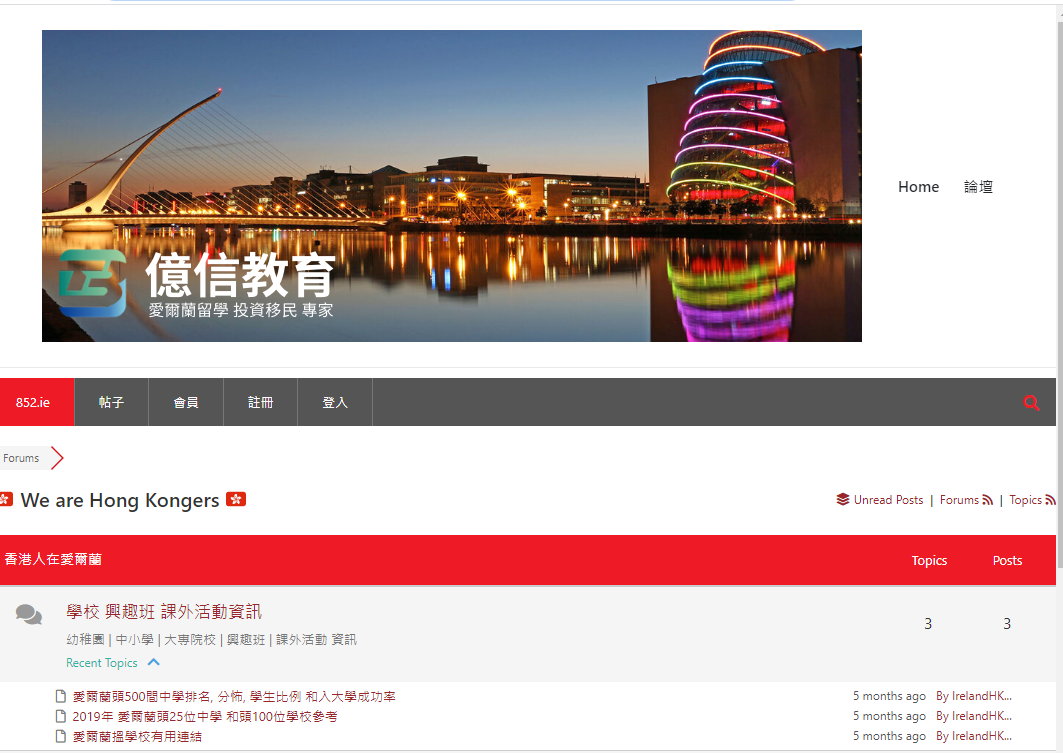 Home 論壇
億信教育
愛爾蘭留學 投資移民 專家
852.ie 帖子 會員 註冊 登入
Forums
We are Hong Kongers
Unread Posts | Forums | Topics
香港人在愛爾蘭 Topics Posts
學校 興趣班 課外活動資訊
幼稚園 | 中小學 | 大專院校 | 興趣班 | 課外活動 資訊
3 3
Recent Topics
愛爾蘭頭500間中學排名, 分怖, 學生比例 和入大學成功率 5 months ago By IrelandHK...
2019年 愛爾蘭頭25位中學 和頭100位學校參考 5 months ago By IrelandHK...
愛爾蘭搵學校有用連結 5 months ago By IrelandHK...